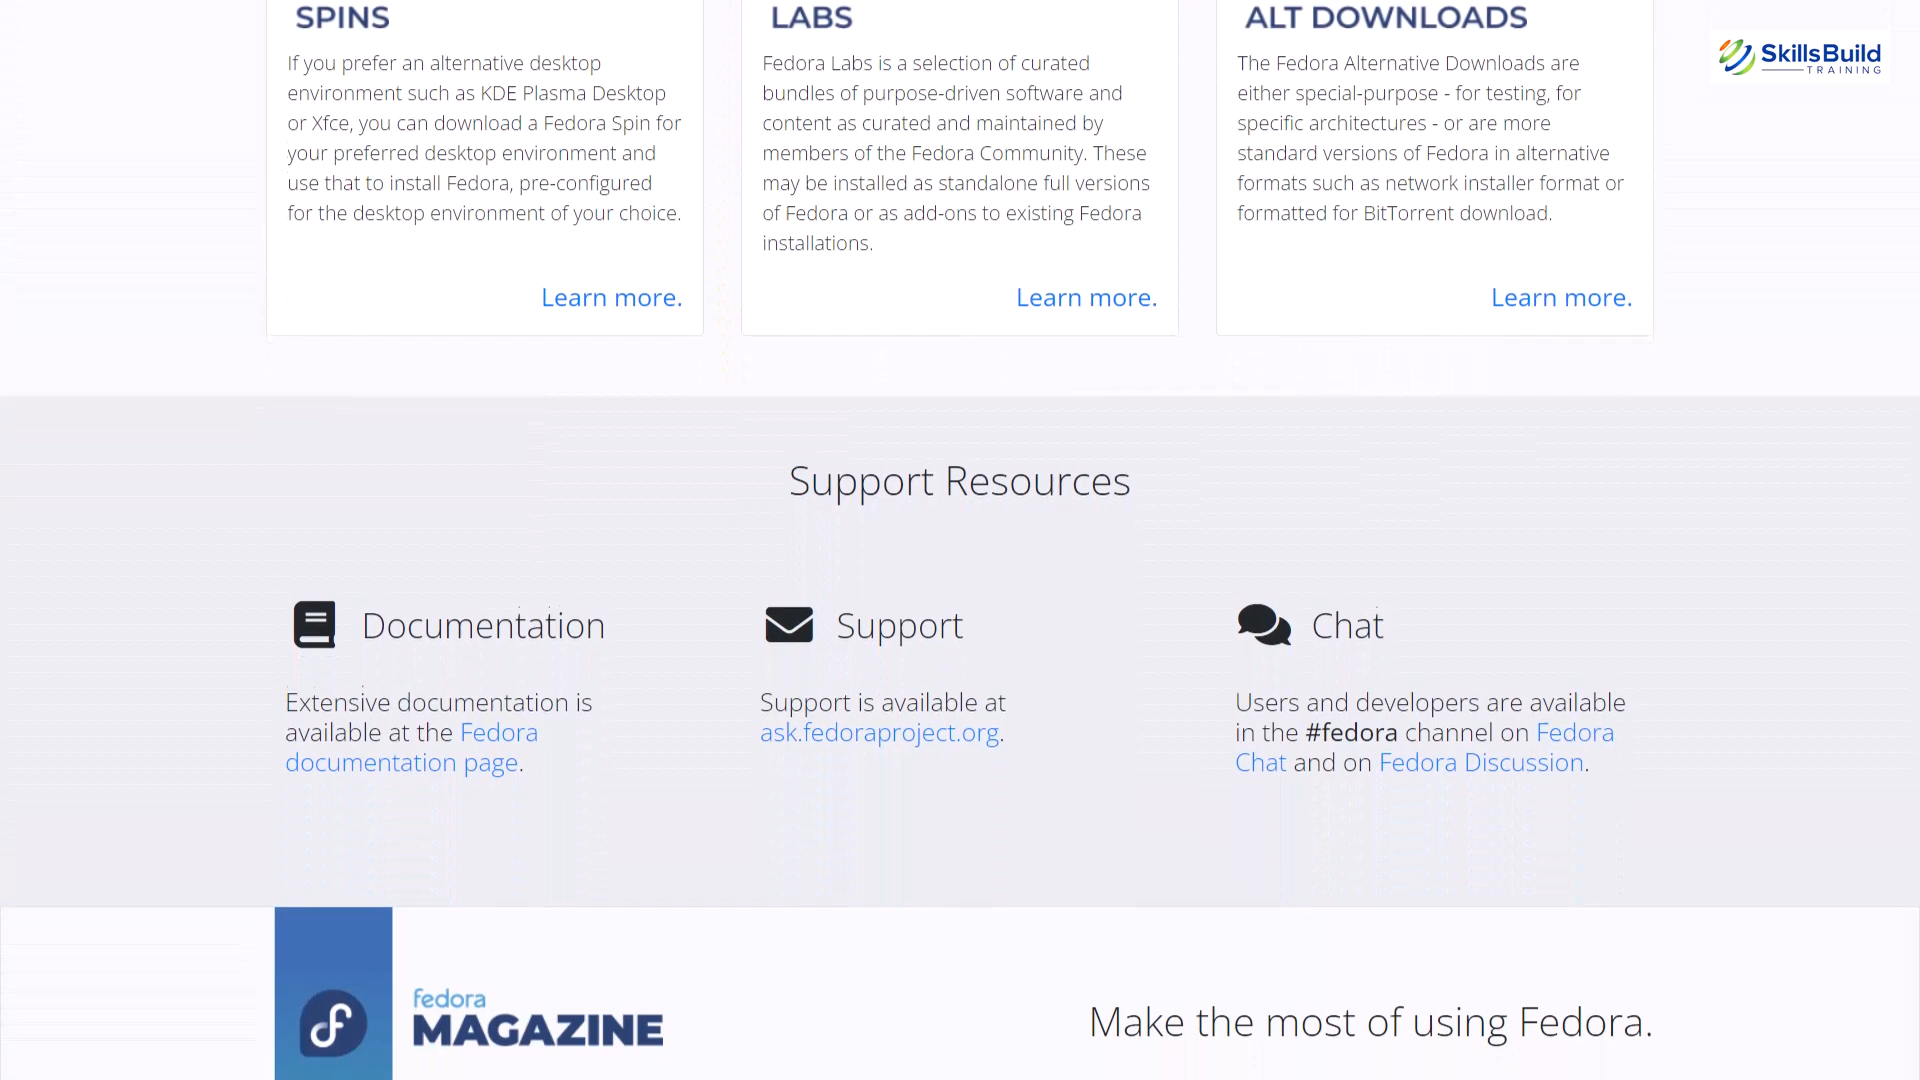 SPINS
If you prefer an alternative desktop
environment such as KDE Plasma Desktop
or Xfce, you can download a Fedora Spin for
your preferred desktop environment and
use that to install Fedora, pre-configured
for the desktop environment of your choice.
Learn more.
LABS
Fedora Labs is a selection of curated
bundles of purpose-driven software and
content as curated and maintained by
members of the Fedora Community. These
may be installed as standalone full versions
of Fedora or as add-ons to existing Fedora
installations.
Learn more.
ALT DOWNLOADS
The Fedora Alternative Downloads are
either special-purpose - for testing, for
specific architectures - or are more
standard versions of Fedora in alternative
formats such as network installer format or
formatted for BitTorrent download.
Learn more.
SkillsBuild
TRAINING
Support Resources
Documentation
Extensive documentation is
available at the Fedora
documentation page.
Support
Support is available at
ask.fedoraproject.org.
Chat
Users and developers are available
in the #fedora channel on Fedora
Chat and on Fedora Discussion.
fedora
MAGAZINE
Make the most of using Fedora.